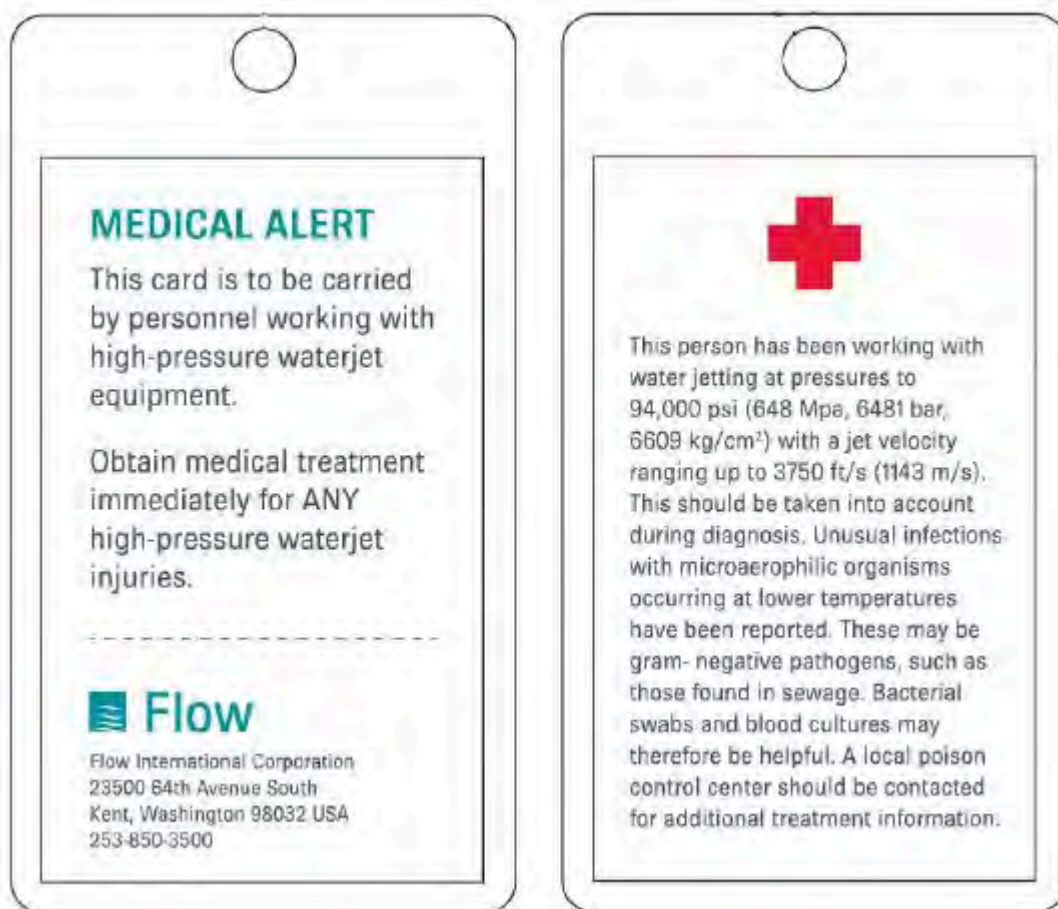 MEDICAL ALERT
This card is to be carried
by personnel working with
high-pressure waterjet
equipment.
Obtain medical treatment
immediately for ANY
high-pressure waterjet
injuries.
Flow
Flow International Corporation
23500 64th Avenue South
Kent, Washington 98032 USA
253-850-3500
This person has been working with
water jetting at pressures to
94,000 psi (648 Mpa, 6481 bar,
6609 kg/cm²) with a jet velocity
ranging up to 3750 ft/s (1143 m/s).
This should be taken into account
during diagnosis. Unusual infections
with microaerophilic organisms
occurring at lower temperatures
have been reported. These may be
gram- negative pathogens, such as
those found in sewage. Bacterial
swabs and blood cultures may
therefore be helpful. A local poison
control center should be contacted
for additional treatment information.